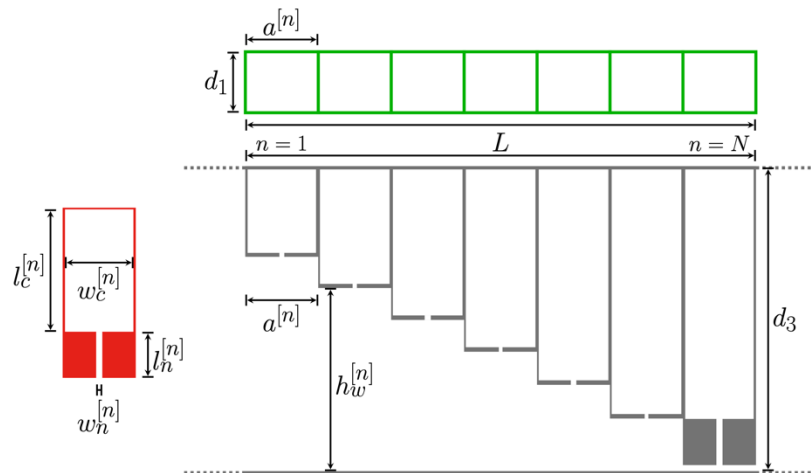 a^{[n]}
d_1
n = 1
L
n = N
l_c^{[n]}
w_c^{[n]}
l_n^{[n]}
w_n^{[n]}
a^{[n]}
h_w^{[n]}
d_3